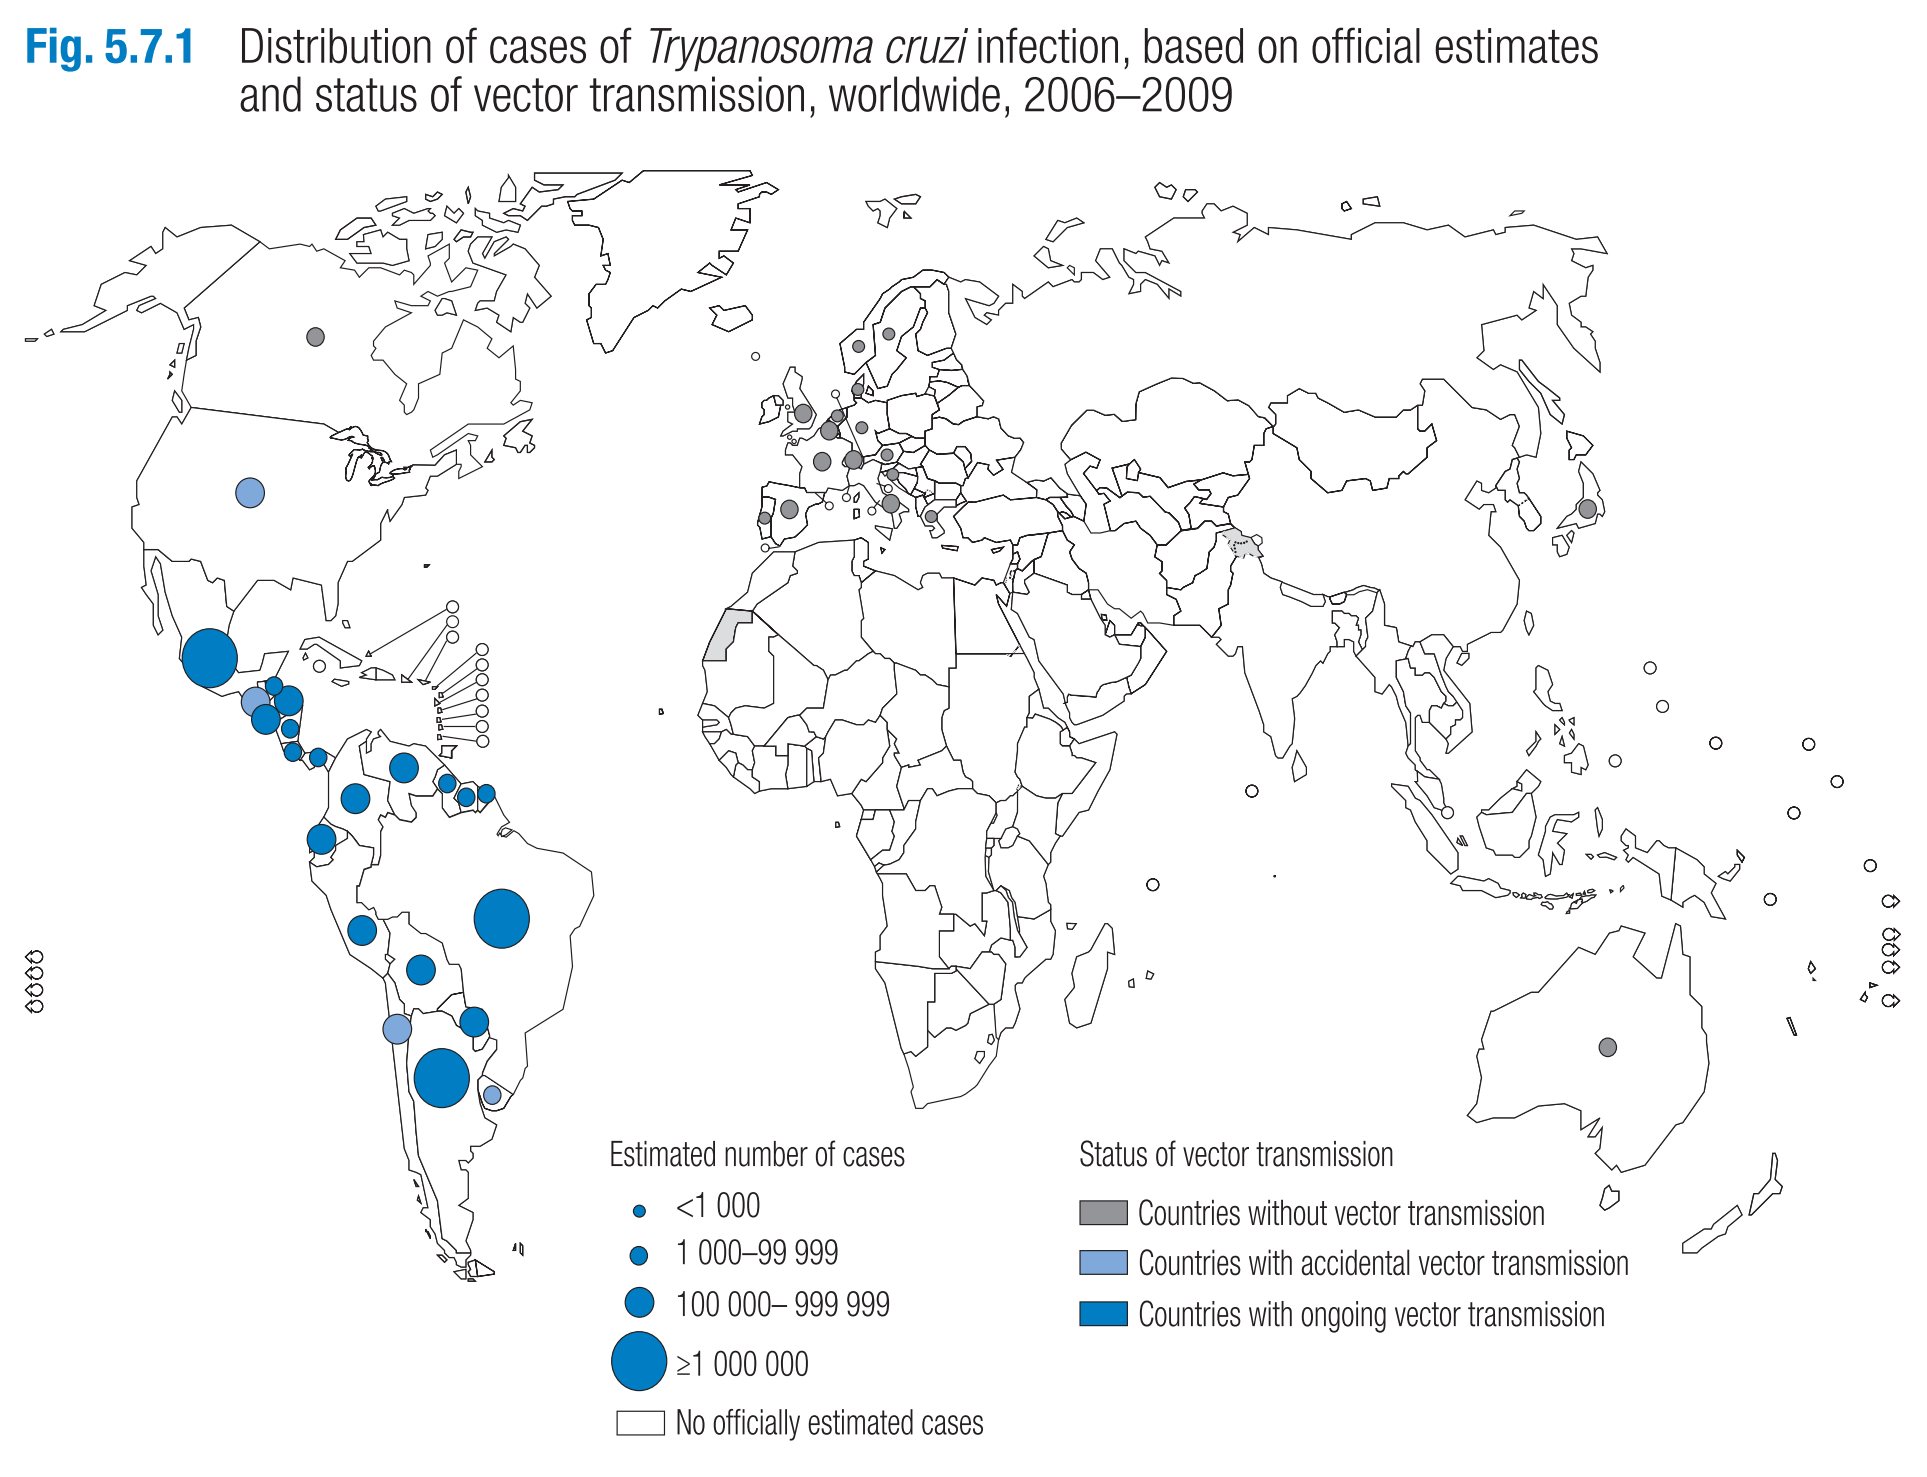 Fig. 5.7.1 Distribution of cases of Trypanosoma cruzi infection, based on official estimates
and status of vector transmission, worldwide, 2006–2009
Estimated number of cases
<1 000
1 000–99 999
100 000– 999 999
≥1 000 000
No officially estimated cases
Status of vector transmission
Countries without vector transmission
Countries with accidental vector transmission
Countries with ongoing vector transmission